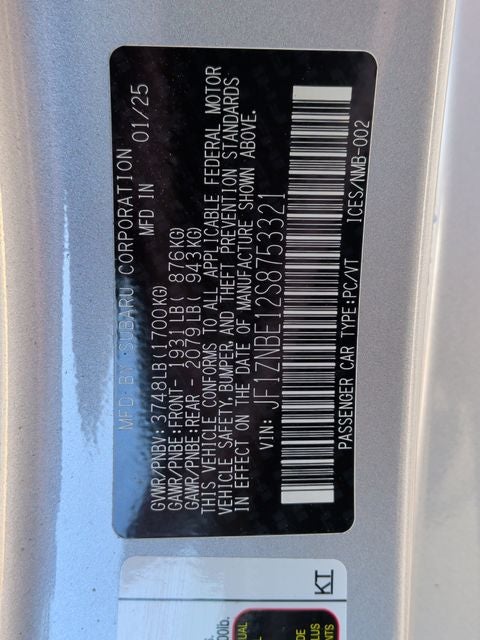 MFD BY SUBARU CORPORATION
MFD IN 01/25
GVWR/PNBV: 3748LB(1700KG)
GAWR/PNBE:FRONT- 1931LB( 876KG)
GAWR/PNBE:REAR - 2079LB( 943KG)
THIS VEHICLE CONFORMS TO ALL APPLICABLE FEDERAL MOTOR
VEHICLE SAFETY,BUMPER,AND THEFT PREVENTION STANDARDS
IN EFFECT ON THE DATE OF MANUFACTURE SHOWN ABOVE.
VIN: JF1ZNBE12S8753321
PASSENGER CAR TYPE:PC/VT ICES/NMB-002
KT